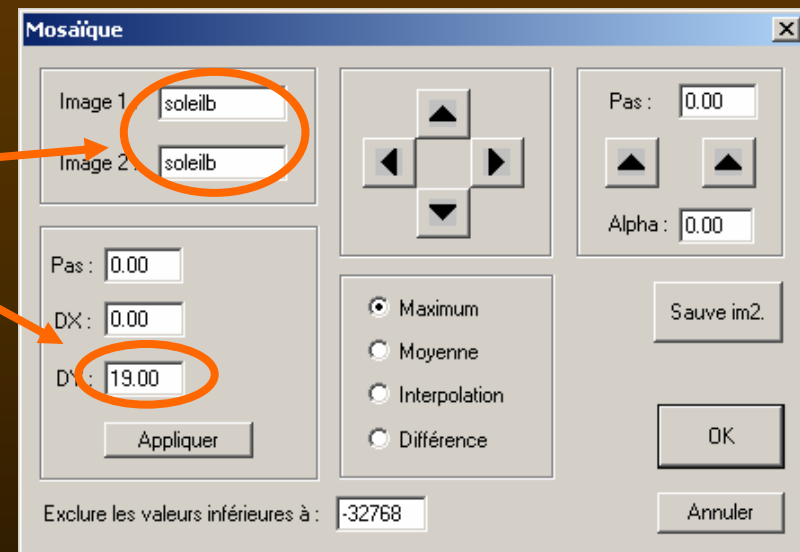 Mosaïque
Image 1 : soleilb
Image 2 : soleilb
Pas : 0.00
DX : 0.00
DY : 19.00
Appliquer
Maximum
Moyenne
Interpolation
Différence
Pas : 0.00
Alpha : 0.00
Sauve im2.
OK
Exclure les valeurs inférieures à : -32768
Annuler